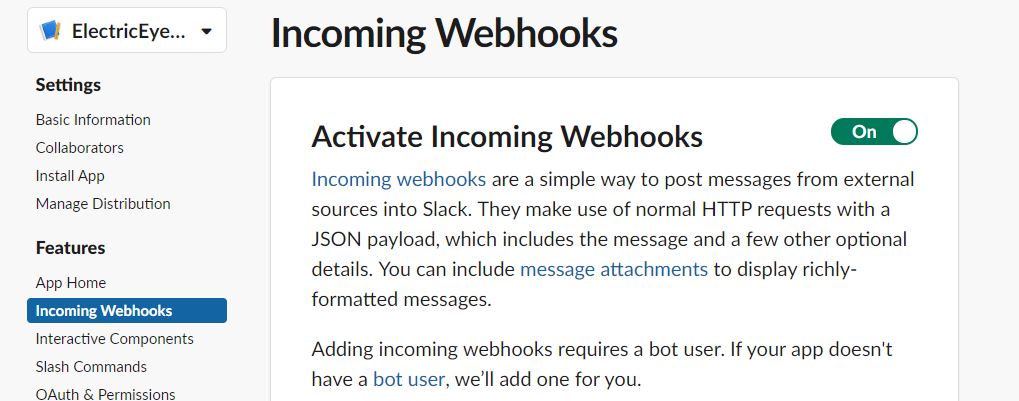 ElectricEye...
Incoming Webhooks
Settings
Basic Information
Collaborators
Install App
Manage Distribution
Features
App Home
Incoming Webhooks
Interactive Components
Slash Commands
OAuth & Permissions
Activate Incoming Webhooks
On
Incoming webhooks are a simple way to post messages from external
sources into Slack. They make use of normal HTTP requests with a
JSON payload, which includes the message and a few other optional
details. You can include message attachments to display richly-
formatted messages.
Adding incoming webhooks requires a bot user. If your app doesn't
have a bot user, we’ll add one for you.